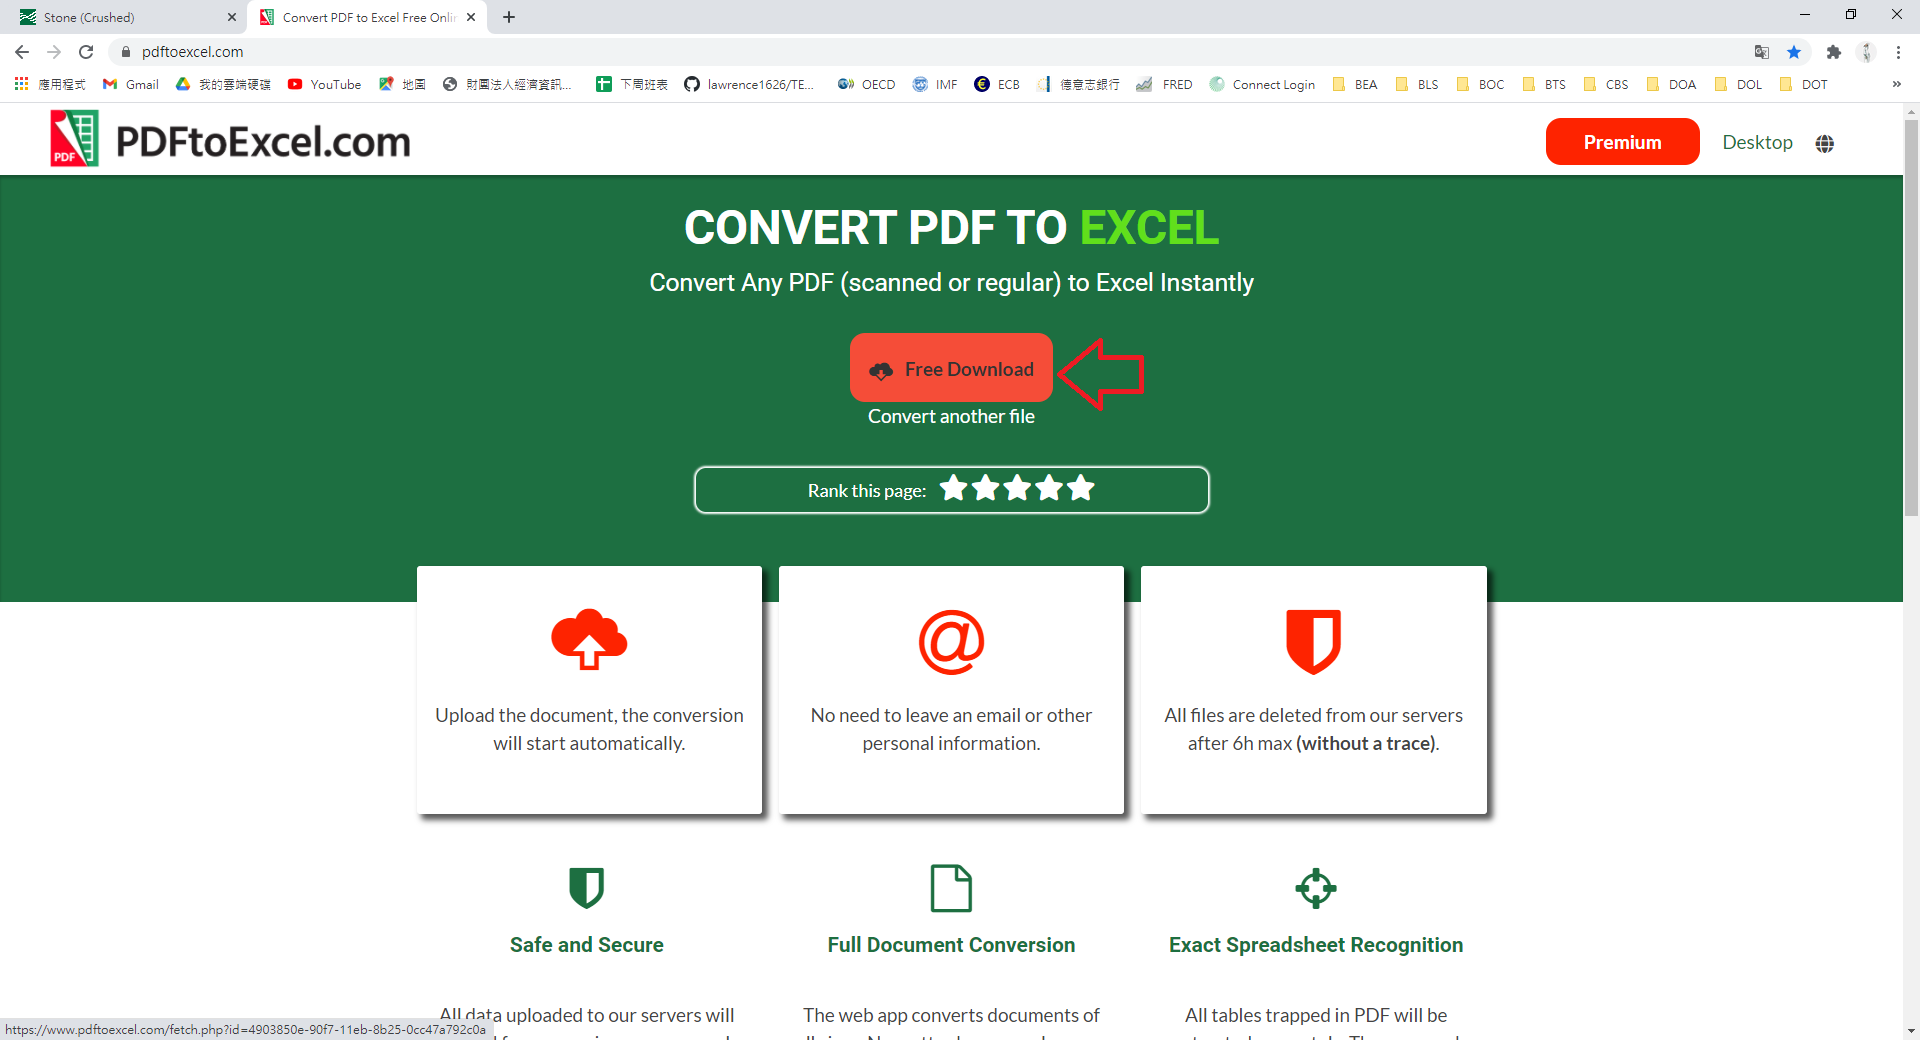 Stone (Crushed)
Convert PDF to Excel Free Onlin
pdftoexcel.com
應用程式
Gmail
我的雲端硬碟
YouTube
地圖
財團法人經濟資訊...
下周班表
lawrence1626/TE...
OECD
IMF
ECB
德意志銀行
FRED
Connect Login
BEA
BLS
BOC
BTS
CBS
DOA
DOL
DOT
»
PDF
PDFtoExcel.com
Premium
Desktop
CONVERT PDF TO EXCEL
Convert Any PDF (scanned or regular) to Excel Instantly
Free Download
Convert another file
Rank this page:
Upload the document, the conversion
will start automatically.
@
No need to leave an email or other
personal information.
All files are deleted from our servers
after 6h max (without a trace).
Safe and Secure
Full Document Conversion
Exact Spreadsheet Recognition
All data uploaded to our servers will
The web app converts documents of
All tables trapped in PDF will be
https://www.pdftoexcel.com/fetch.php?id=4903850e-90f7-11eb-8b25-0cc47a792c0a